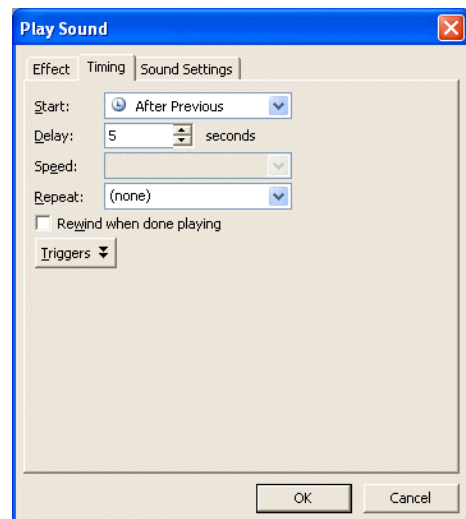 Play Sound
Effect Timing Sound Settings
Start: After Previous
Delay: 5 seconds
Speed:
Repeat: (none)
Rewind when done playing
Triggers
OK Cancel